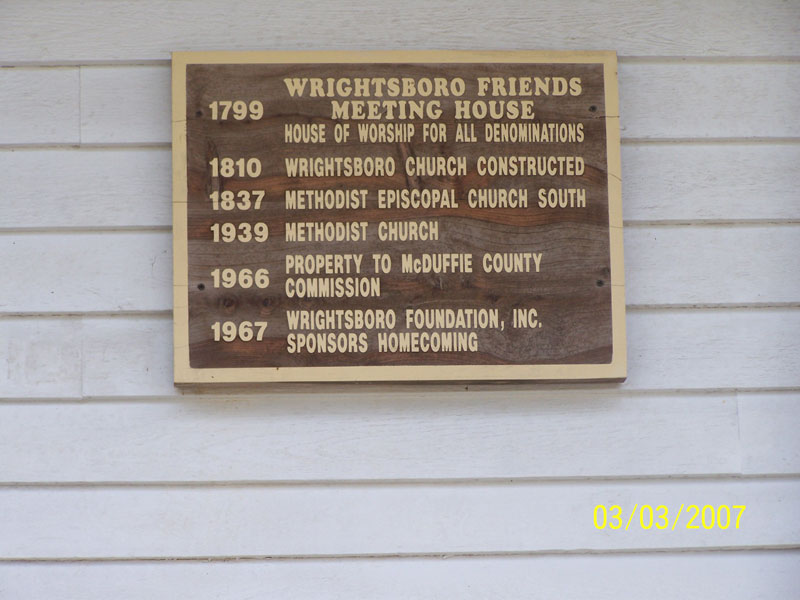 WRIGHTSBORO FRIENDS
1799 MEETING HOUSE
HOUSE OF WORSHIP FOR ALL DENOMINATIONS
1810 WRIGHTSBORO CHURCH CONSTRUCTED
1837 METHODIST EPISCOPAL CHURCH SOUTH
1939 METHODIST CHURCH
1966 PROPERTY TO McDUFFIE COUNTY
COMMISSION
1967 WRIGHTSBORO FOUNDATION, INC.
SPONSORS HOMECOMING
03/03/2007